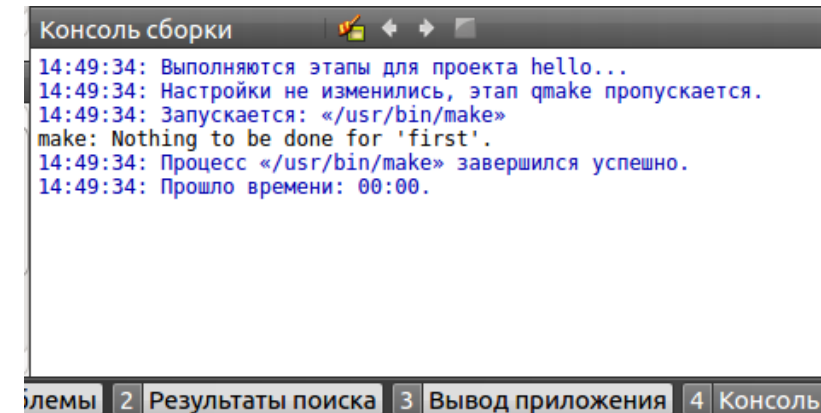 Консоль сборки
14:49:34: Выполняются этапы для проекта hello...
14:49:34: Настройки не изменились, этап qmake пропускается.
14:49:34: Запускается: «/usr/bin/make»
make: Nothing to be done for 'first'.
14:49:34: Процесс «/usr/bin/make» завершился успешно.
14:49:34: Прошло времени: 00:00.
лемы 2 Результаты поиска 3 Вывод приложения 4 Консоль